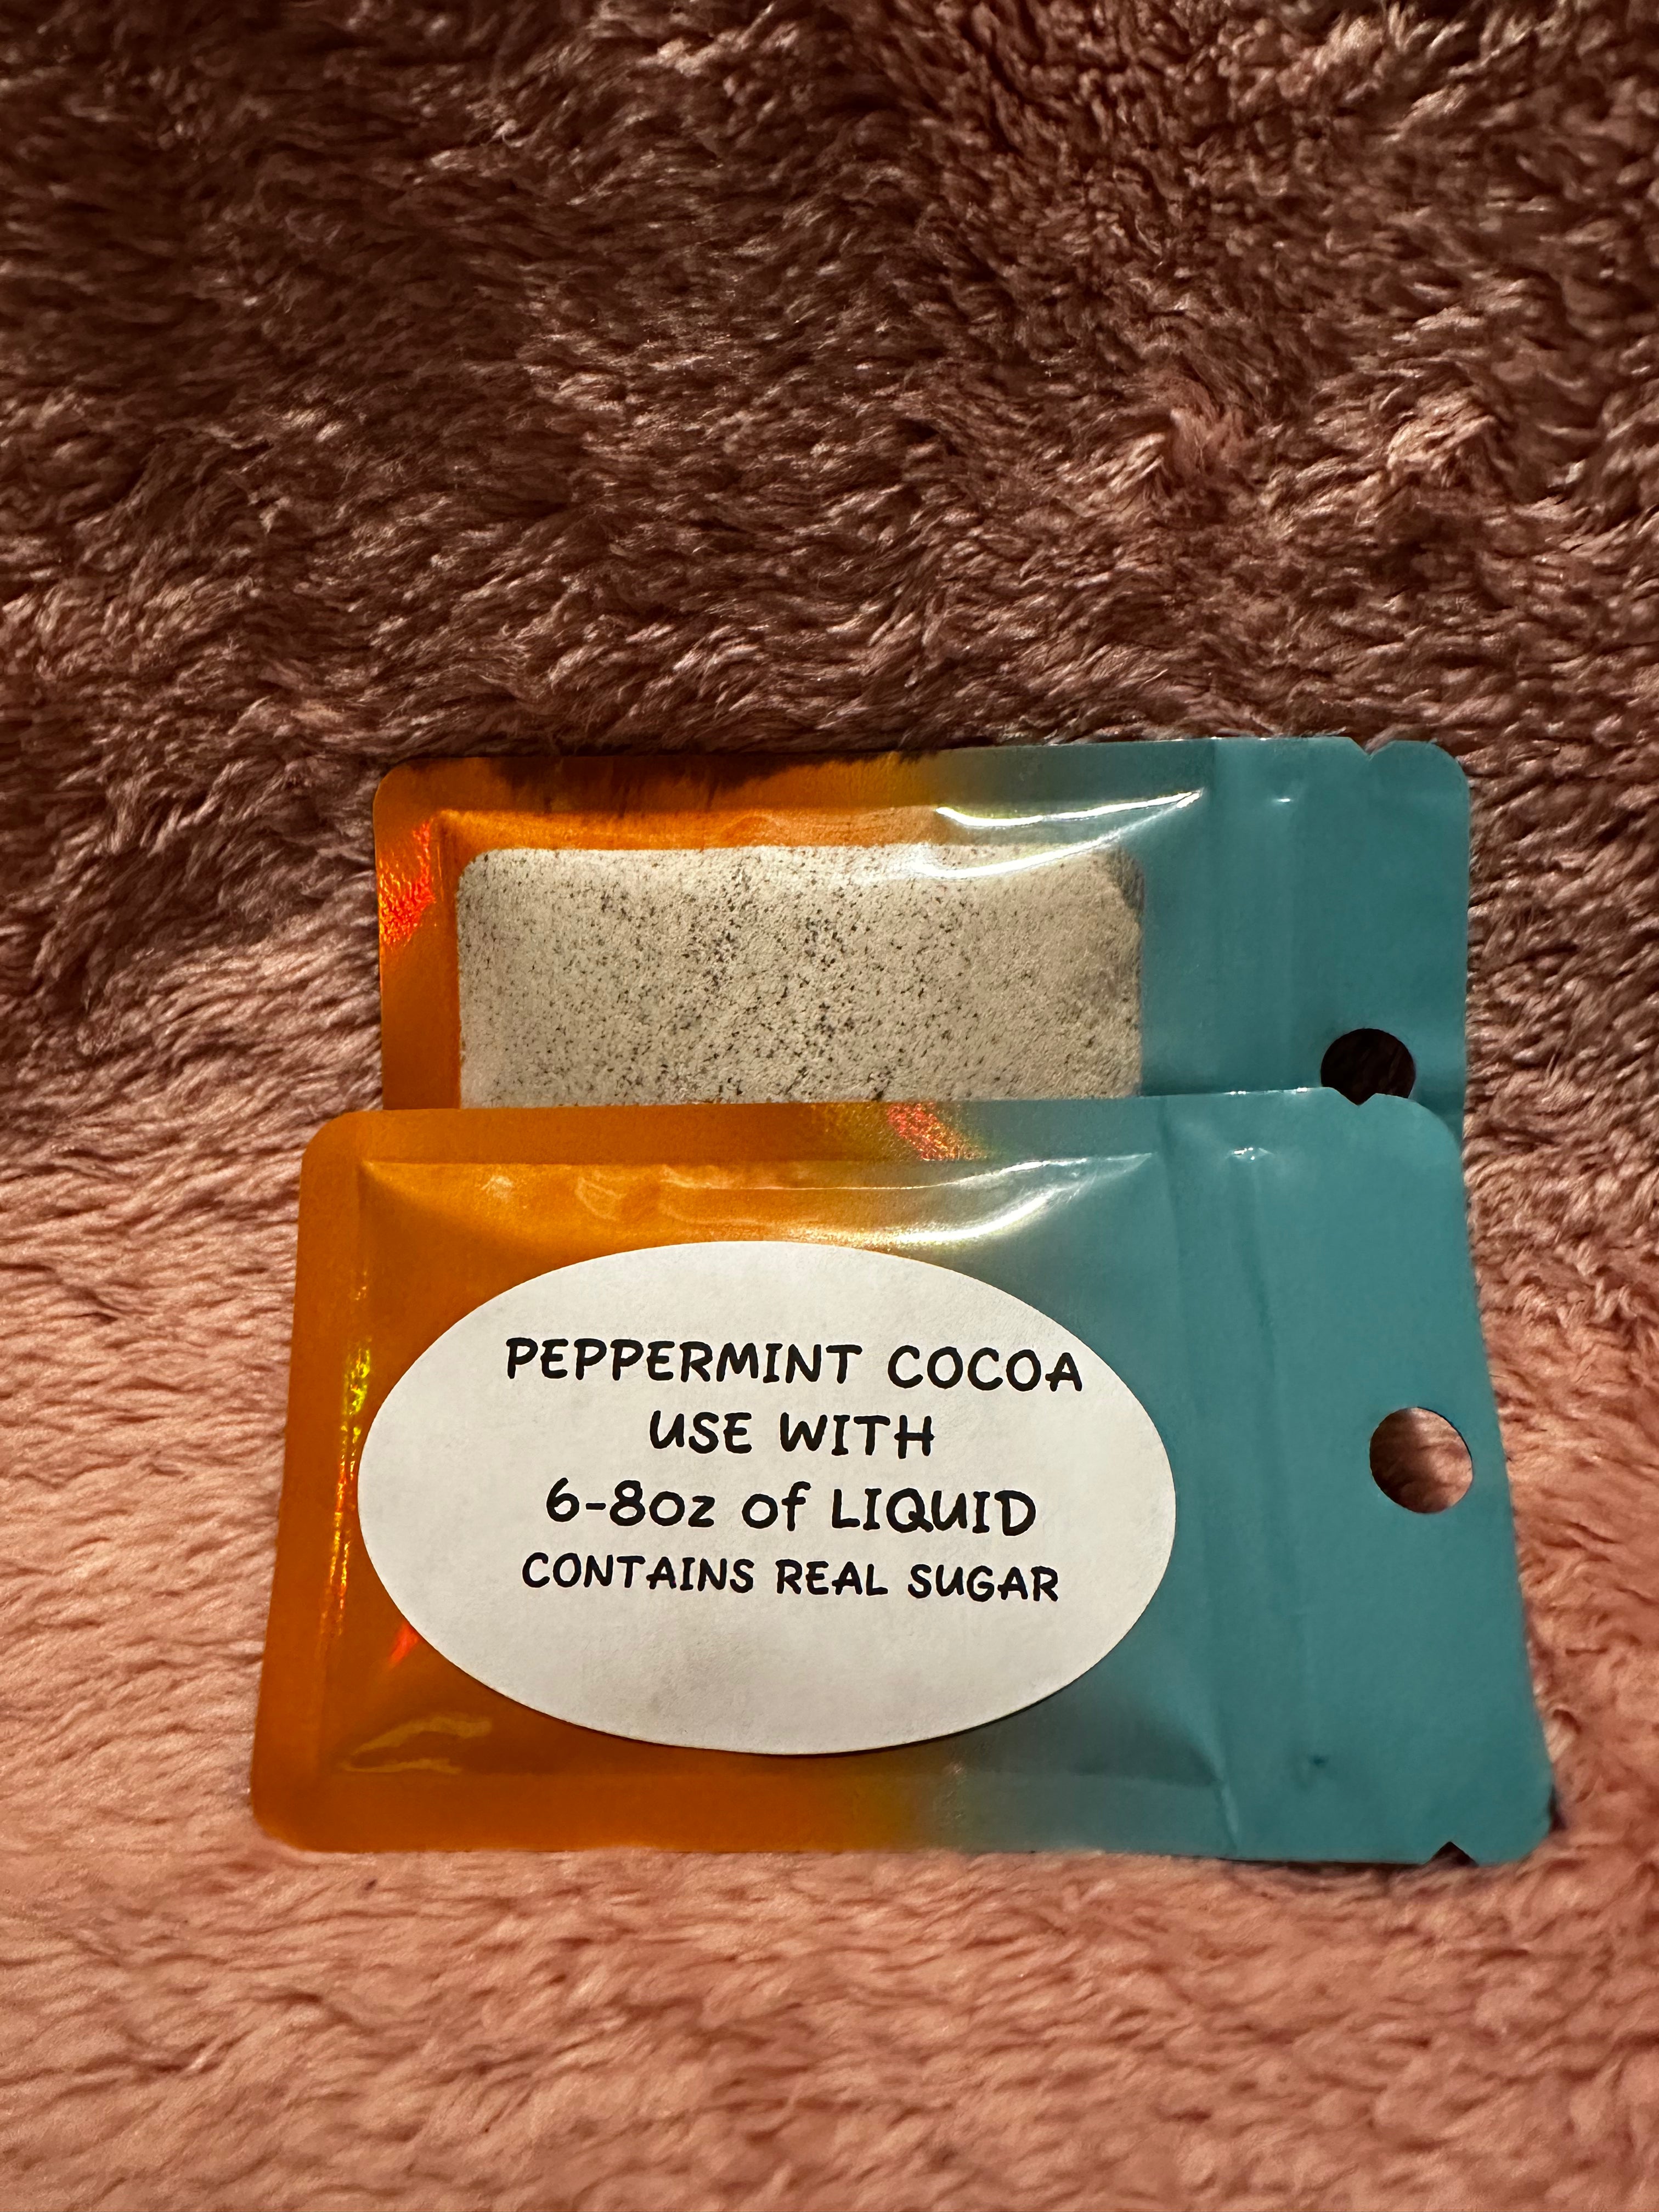 PEPPERMINT COCOA
USE WITH
6-8oz of LIQUID
CONTAINS REAL SUGAR